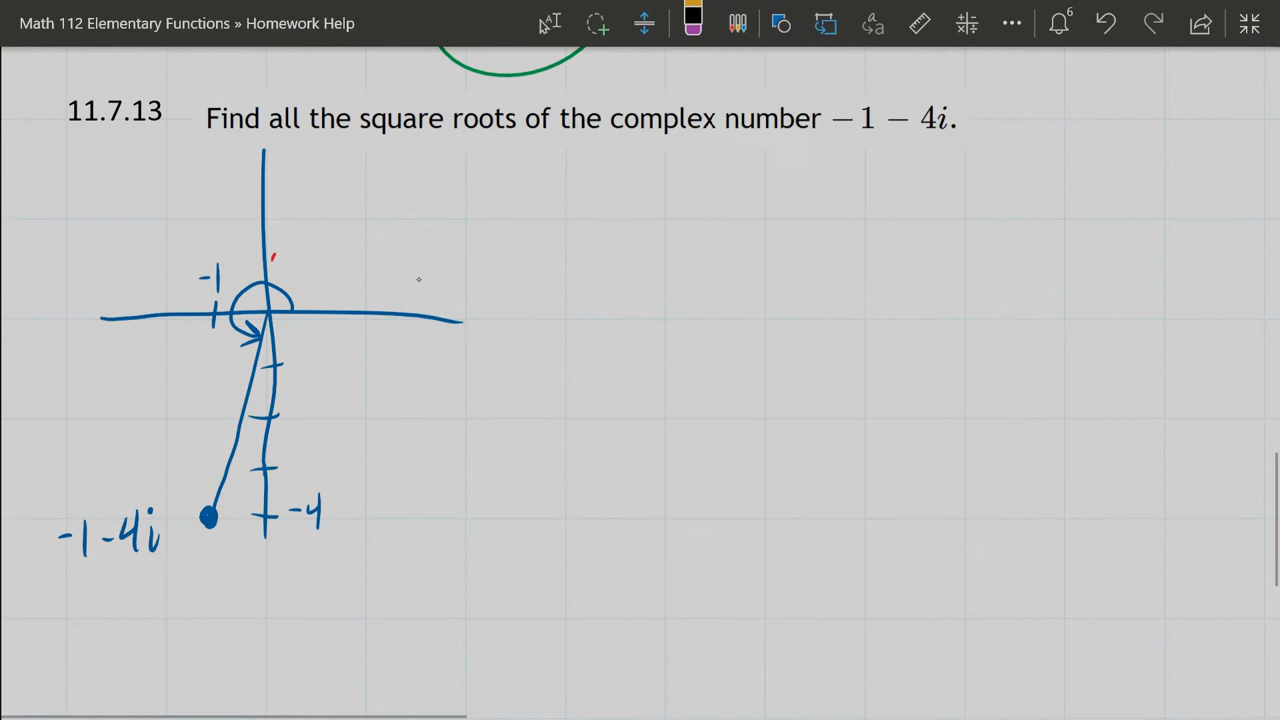 Math 112 Elementary Functions » Homework Help
6
11.7.13 Find all the square roots of the complex number −1 − 4i.
-1
-4
-1-4i